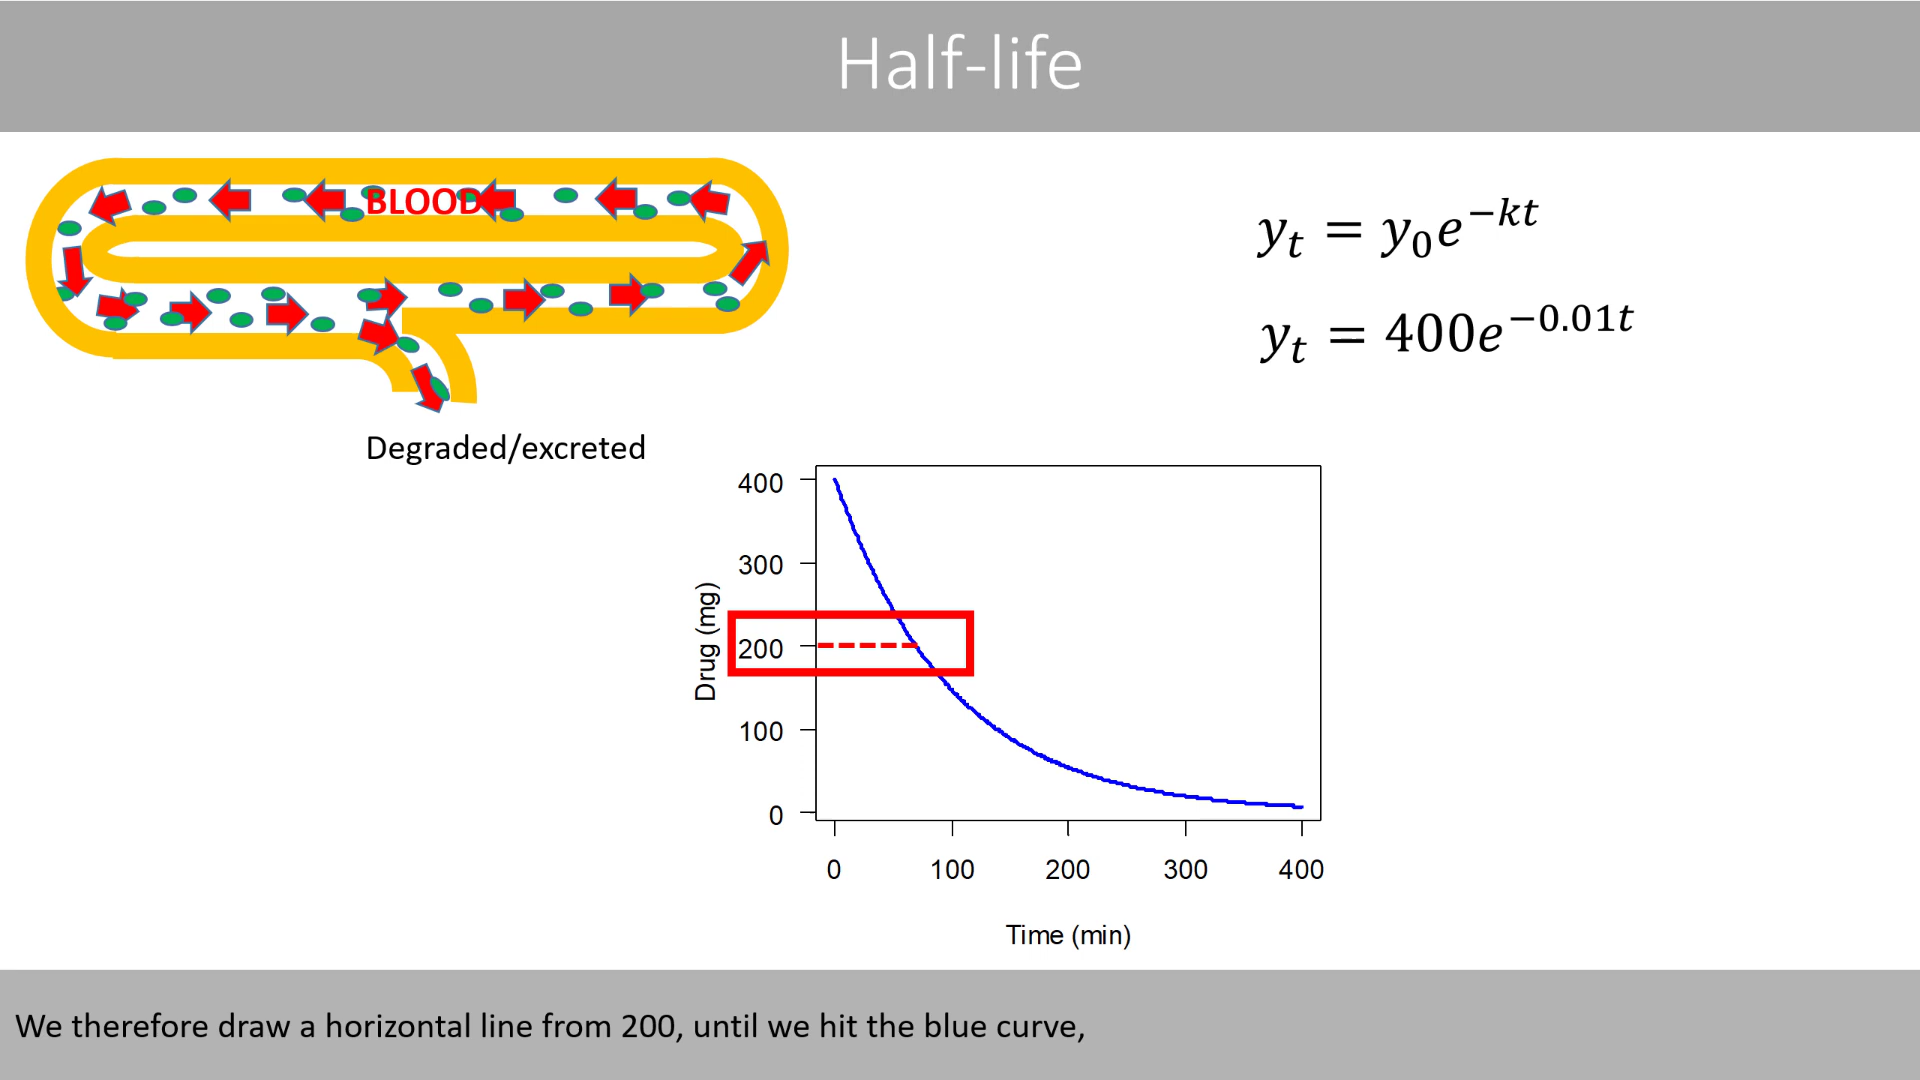 Half-life
BLOOD
y_t = y_0e^{-kt}
y_t = 400e^{-0.01t}
Degraded/excreted
400
300
200
100
0
Drug (mg)
0 100 200 300 400
Time (min)
We therefore draw a horizontal line from 200, until we hit the blue curve,